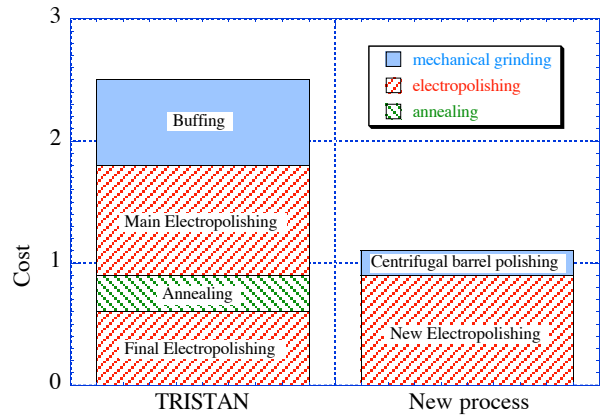 3
mechanical grinding
electropolishing
annealing
Buffing
2
Main Electropolishing
Cost
1
Centrifugal barrel polishing
Annealing
New Electropolishing
Final Electropolishing
0
TRISTAN
New process